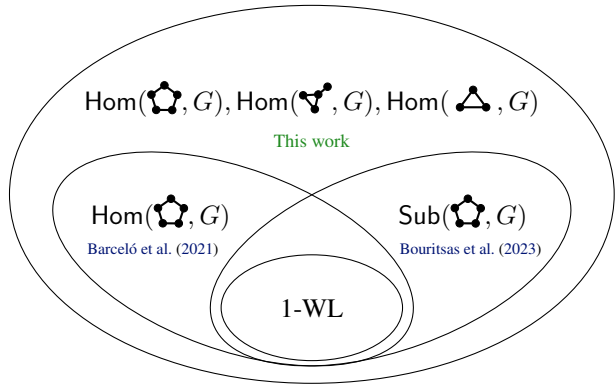 Hom( , G), Hom( , G), Hom( , G)
This work
Hom( , G)
Sub( , G)
Barceló et al. (2021)
Bouritsas et al. (2023)
1-WL